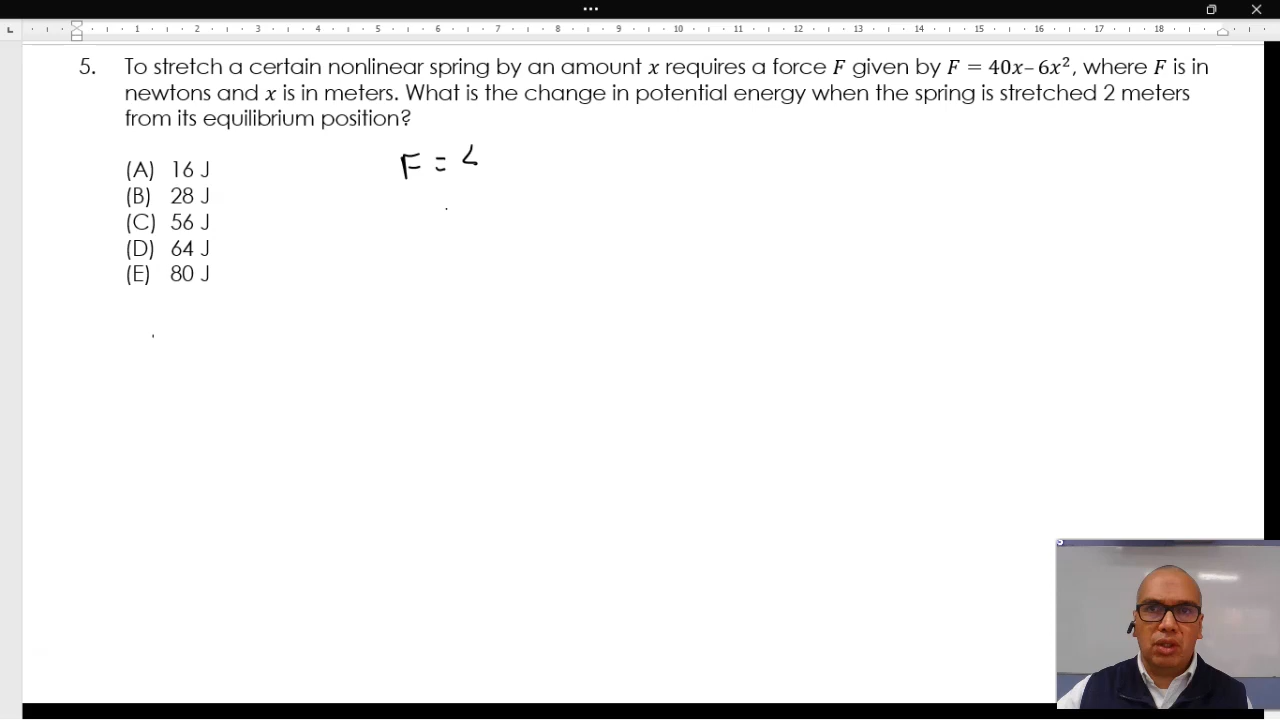 5. To stretch a certain nonlinear spring by an amount x requires a force F given by F = 40x– 6x², where F is in
newtons and x is in meters. What is the change in potential energy when the spring is stretched 2 meters
from its equilibrium position?
F =
(A) 16 J
(B) 28 J
(C) 56 J
(D) 64 J
(E) 80 J